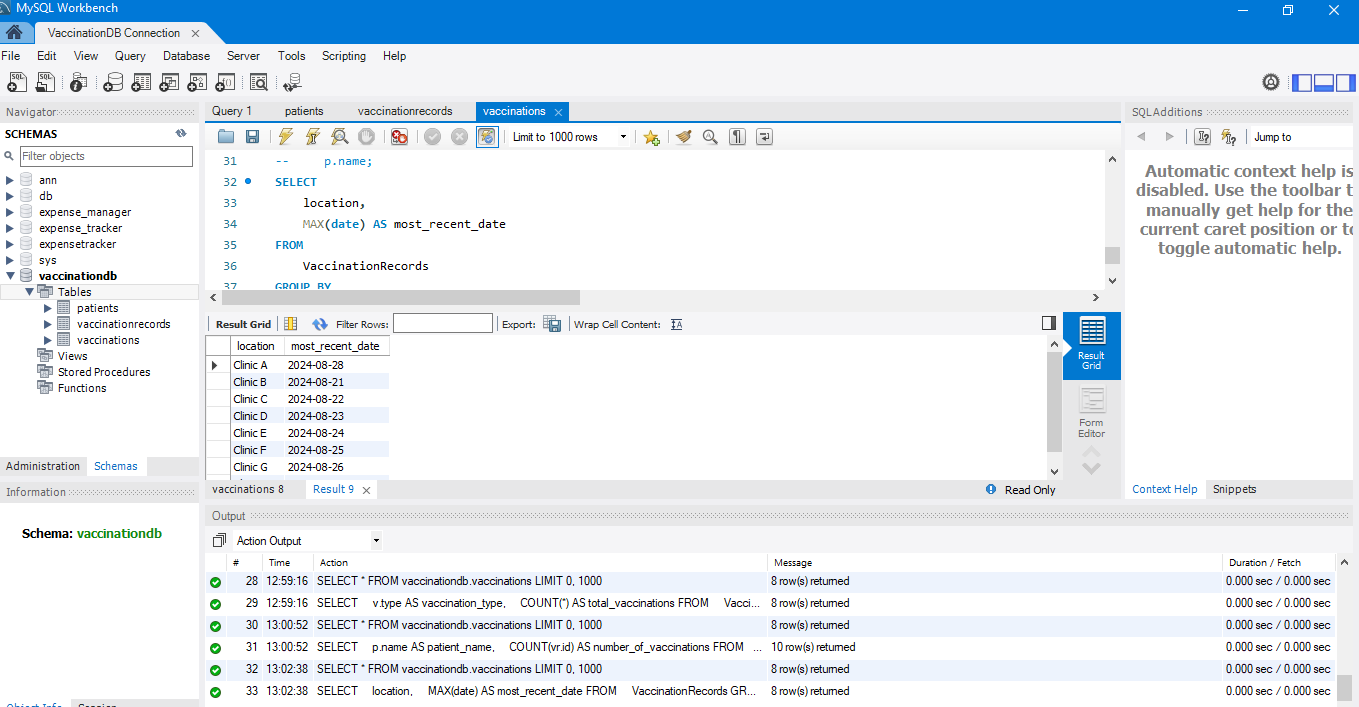 MySQL Workbench
VaccinationDB Connection
File Edit View Query Database Server Tools Scripting Help
Navigator
SCHEMAS
Filter objects
ann
db
expense_manager
expense_tracker
expensetracker
sys
vaccinationdb
Tables
patients
vaccinationrecords
vaccinations
Views
Stored Procedures
Functions
Administration Schemas
Information
Schema: vaccinationdb
Query 1 patients vaccinationrecords vaccinations
Limit to 1000 rows
31 -- p.name;
32 SELECT
33 location,
34 MAX(date) AS most_recent_date
35 FROM
36 VaccinationRecords
37 GROUP BY
Result Grid Filter Rows: Export: Wrap Cell Content:
location most_recent_date
Clinic A 2024-08-28
Clinic B 2024-08-21
Clinic C 2024-08-22
Clinic D 2024-08-23
Clinic E 2024-08-24
Clinic F 2024-08-25
Clinic G 2024-08-26
Result
Grid
Form
Editor
vaccinations 8 Result 9 Read Only
SQLAdditions
Jump to
Automatic context help is
disabled. Use the toolbar t
manually get help for the
current caret position or to
toggle automatic help.
Context Help Snippets
Output
Action Output
# Time Action Message Duration / Fetch
28 12:59:16 SELECT * FROM vaccinationdb.vaccinations LIMIT 0, 1000 8 row(s) returned 0.000 sec / 0.000 sec
29 12:59:16 SELECT v.type AS vaccination_type, COUNT(*) AS total_vaccinations FROM Vacci... 8 row(s) returned 0.000 sec / 0.000 sec
30 13:00:52 SELECT * FROM vaccinationdb.vaccinations LIMIT 0, 1000 8 row(s) returned 0.000 sec / 0.000 sec
31 13:00:52 SELECT p.name AS patient_name, COUNT(vr.id) AS number_of_vaccinations FROM ... 10 row(s) returned 0.000 sec / 0.000 sec
32 13:02:38 SELECT * FROM vaccinationdb.vaccinations LIMIT 0, 1000 8 row(s) returned 0.000 sec / 0.000 sec
33 13:02:38 SELECT location, MAX(date) AS most_recent_date FROM VaccinationRecords GR... 8 row(s) returned 0.000 sec / 0.000 sec
Object Info Session